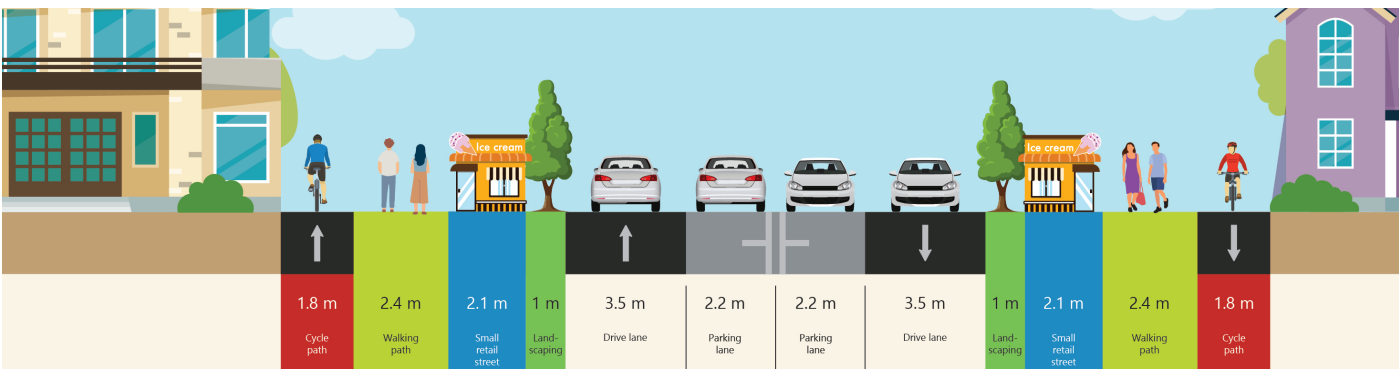 Ice cream
Ice cream
1.8 m
2.4 m
2.1 m
1 m
3.5 m
2.2 m
2.2 m
3.5 m
1 m
2.1 m
2.4 m
1.8 m
Cycle
path
Walking
path
Small
retail
street
Land-
scaping
Drive lane
Parking
lane
Parking
lane
Drive lane
Land-
scaping
Small
retail
street
Walking
path
Cycle
path